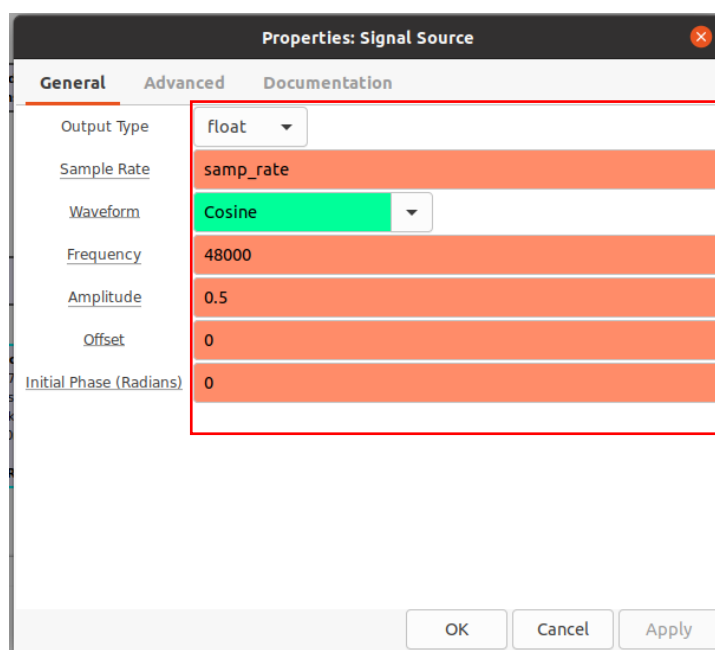 Properties: Signal Source
General Advanced Documentation
Output Type float
Sample Rate samp_rate
Waveform Cosine
Frequency 48000
Amplitude 0.5
Offset 0
Initial Phase (Radians) 0
OK Cancel Apply